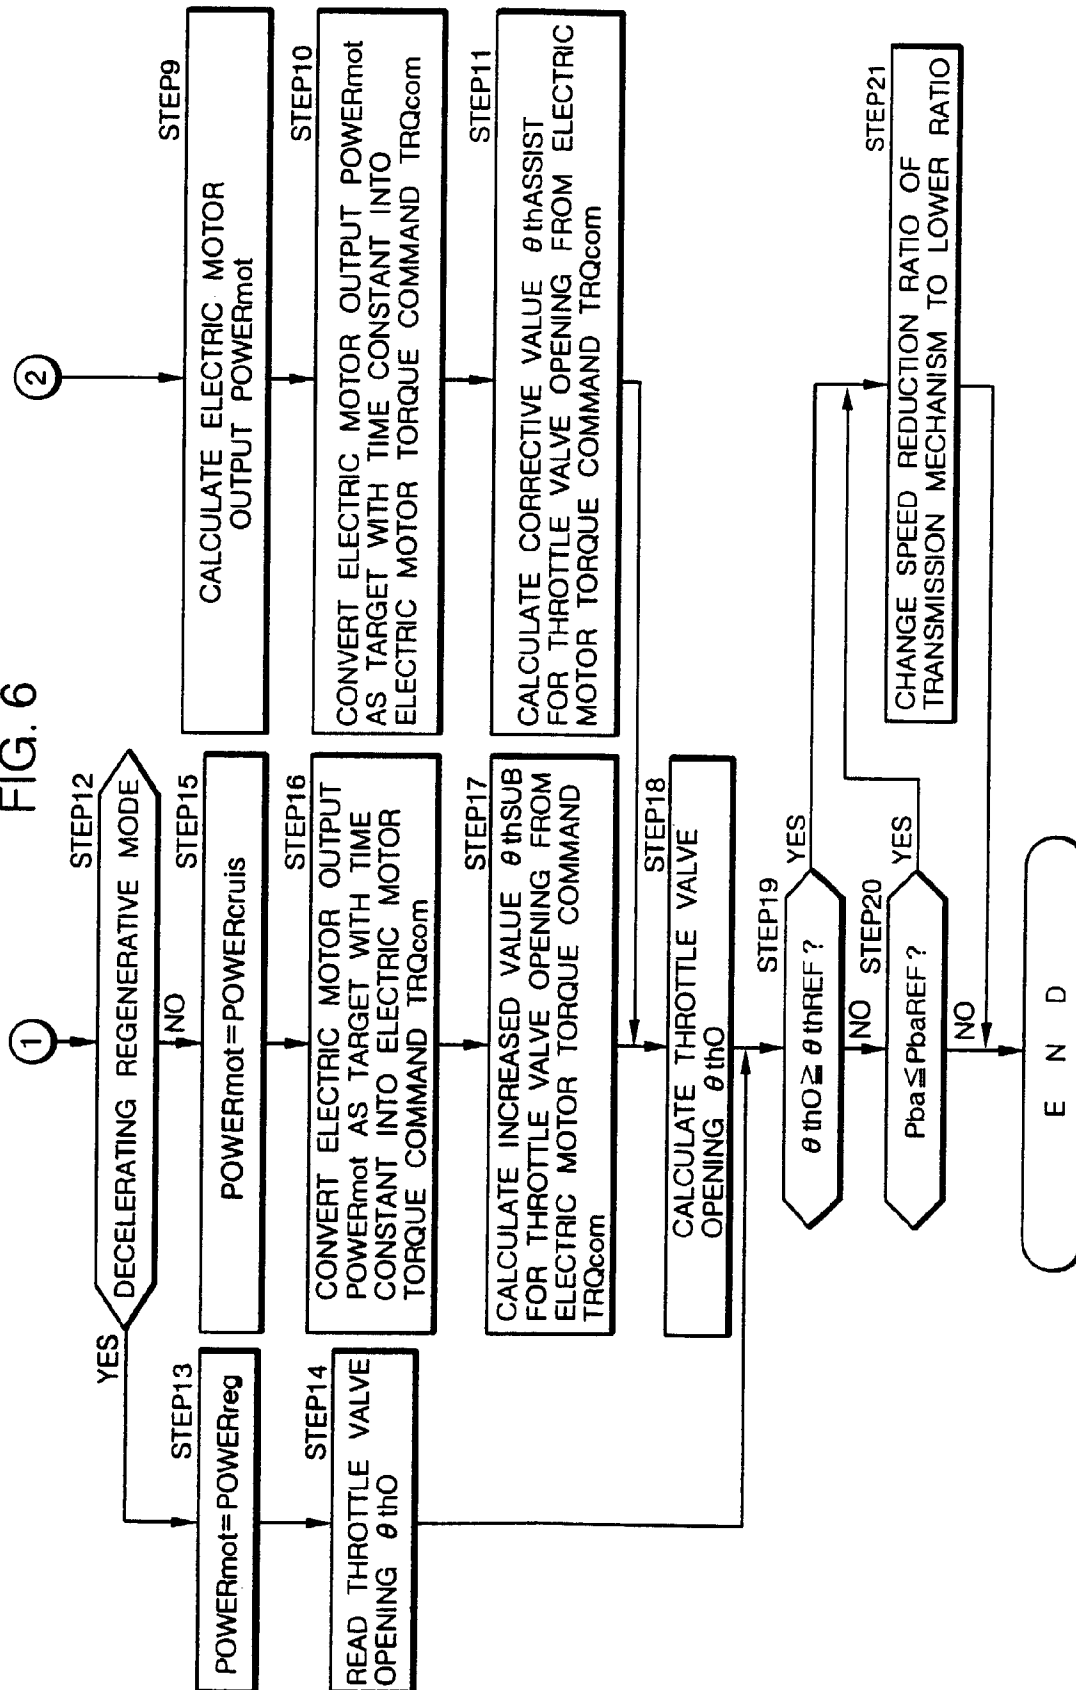 FIG. 6
1
STEP12
DECELERATING REGENERATIVE MODE
YES
NO
STEP13
POWERmot=POWERreg
STEP14
READ THROTTLE VALVE
OPENING θthO
STEP15
POWERmot=POWERcruis
STEP16
CONVERT ELECTRIC MOTOR OUTPUT
POWERmot AS TARGET WITH TIME
CONSTANT INTO ELECTRIC MOTOR
TORQUE COMMAND TRQcom
STEP17
CALCULATE INCREASED VALUE θthSUB
FOR THROTTLE VALVE OPENING FROM
ELECTRIC MOTOR TORQUE COMMAND
TRQcom
2
STEP9
CALCULATE ELECTRIC MOTOR
OUTPUT POWERmot
STEP10
CONVERT ELECTRIC MOTOR OUTPUT POWERmot
AS TARGET WITH TIME CONSTANT INTO
ELECTRIC MOTOR TORQUE COMMAND TRQcom
STEP11
CALCULATE CORRECTIVE VALUE θthASSIST
FOR THROTTLE VALVE OPENING FROM ELECTRIC
MOTOR TORQUE COMMAND TRQcom
STEP18
CALCULATE THROTTLE VALVE
OPENING θthO
STEP19
θthO≧θthREF?
YES
NO
STEP20
Pba≦PbaREF?
YES
NO
STEP21
CHANGE SPEED REDUCTION RATIO OF
TRANSMISSION MECHANISM TO LOWER RATIO
END